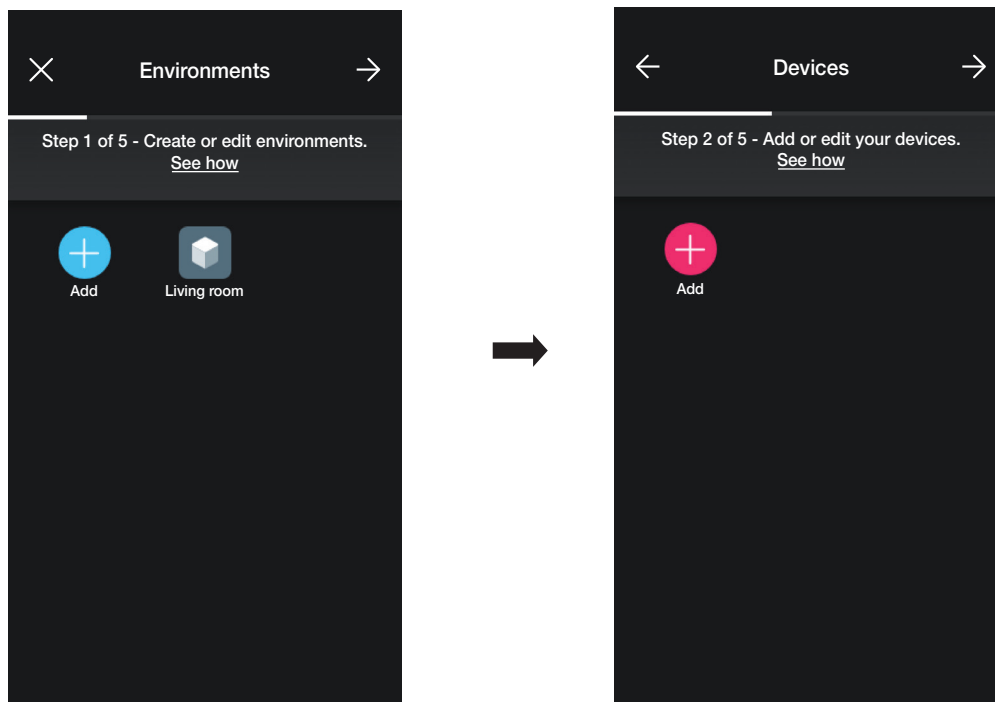 Environments
Step 1 of 5 - Create or edit environments.
See how
Add
Living room
Devices
Step 2 of 5 - Add or edit your devices.
See how
Add